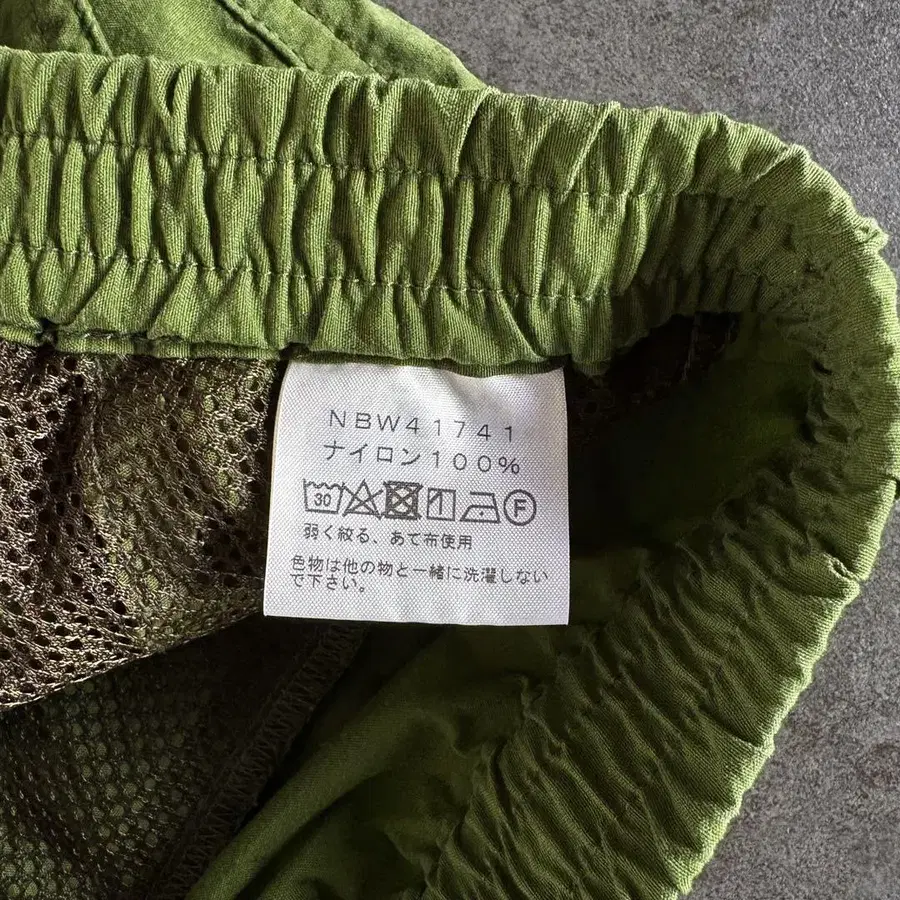 NBW41741
ナイロン100%
30 F
弱く絞る、あて布使用
色物は他の物と一緒に洗濯しない
で下さい。